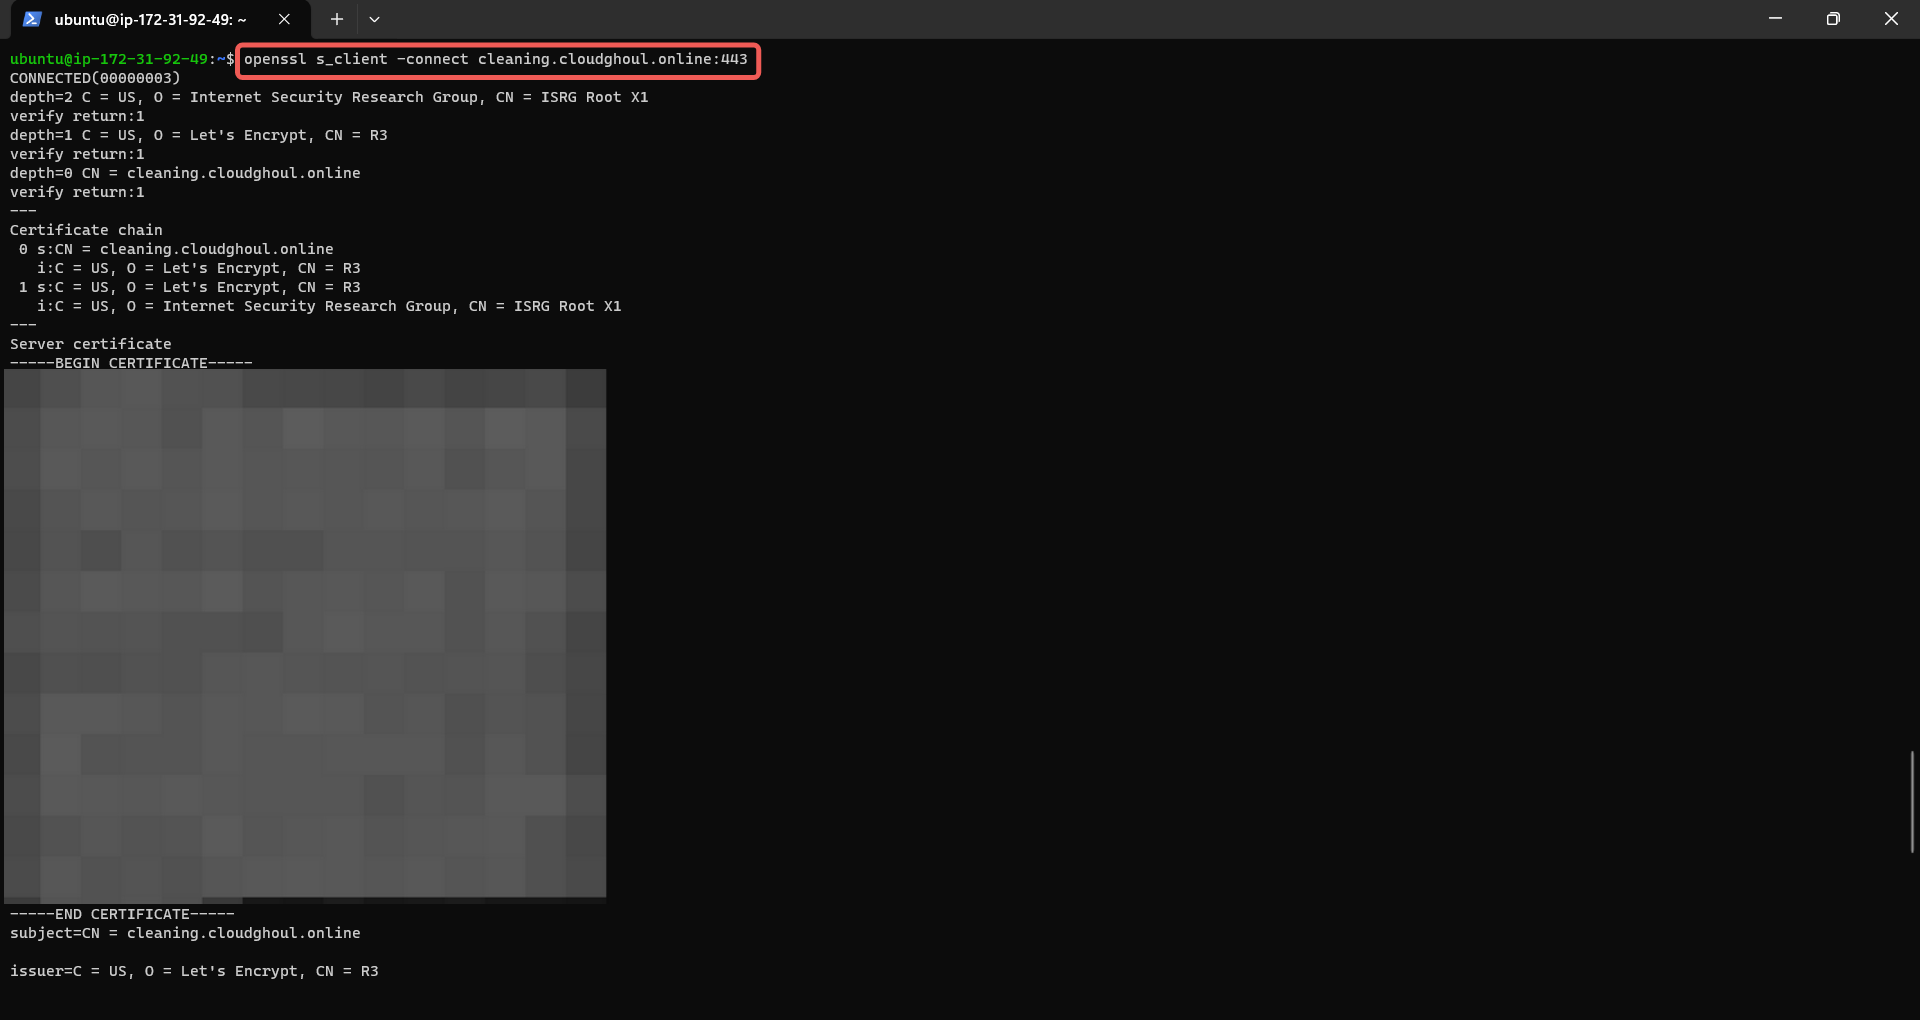 ubuntu@ip-172-31-92-49: ~
ubuntu@ip-172-31-92-49:~$ openssl s_client -connect cleaning.cloudghoul.online:443
CONNECTED(00000003)
depth=2 C = US, O = Internet Security Research Group, CN = ISRG Root X1
verify return:1
depth=1 C = US, O = Let's Encrypt, CN = R3
verify return:1
depth=0 CN = cleaning.cloudghoul.online
verify return:1
---
Certificate chain
 0 s:CN = cleaning.cloudghoul.online
   i:C = US, O = Let's Encrypt, CN = R3
 1 s:C = US, O = Let's Encrypt, CN = R3
   i:C = US, O = Internet Security Research Group, CN = ISRG Root X1
---
Server certificate
-----BEGIN CERTIFICATE-----
-----END CERTIFICATE-----
subject=CN = cleaning.cloudghoul.online
issuer=C = US, O = Let's Encrypt, CN = R3